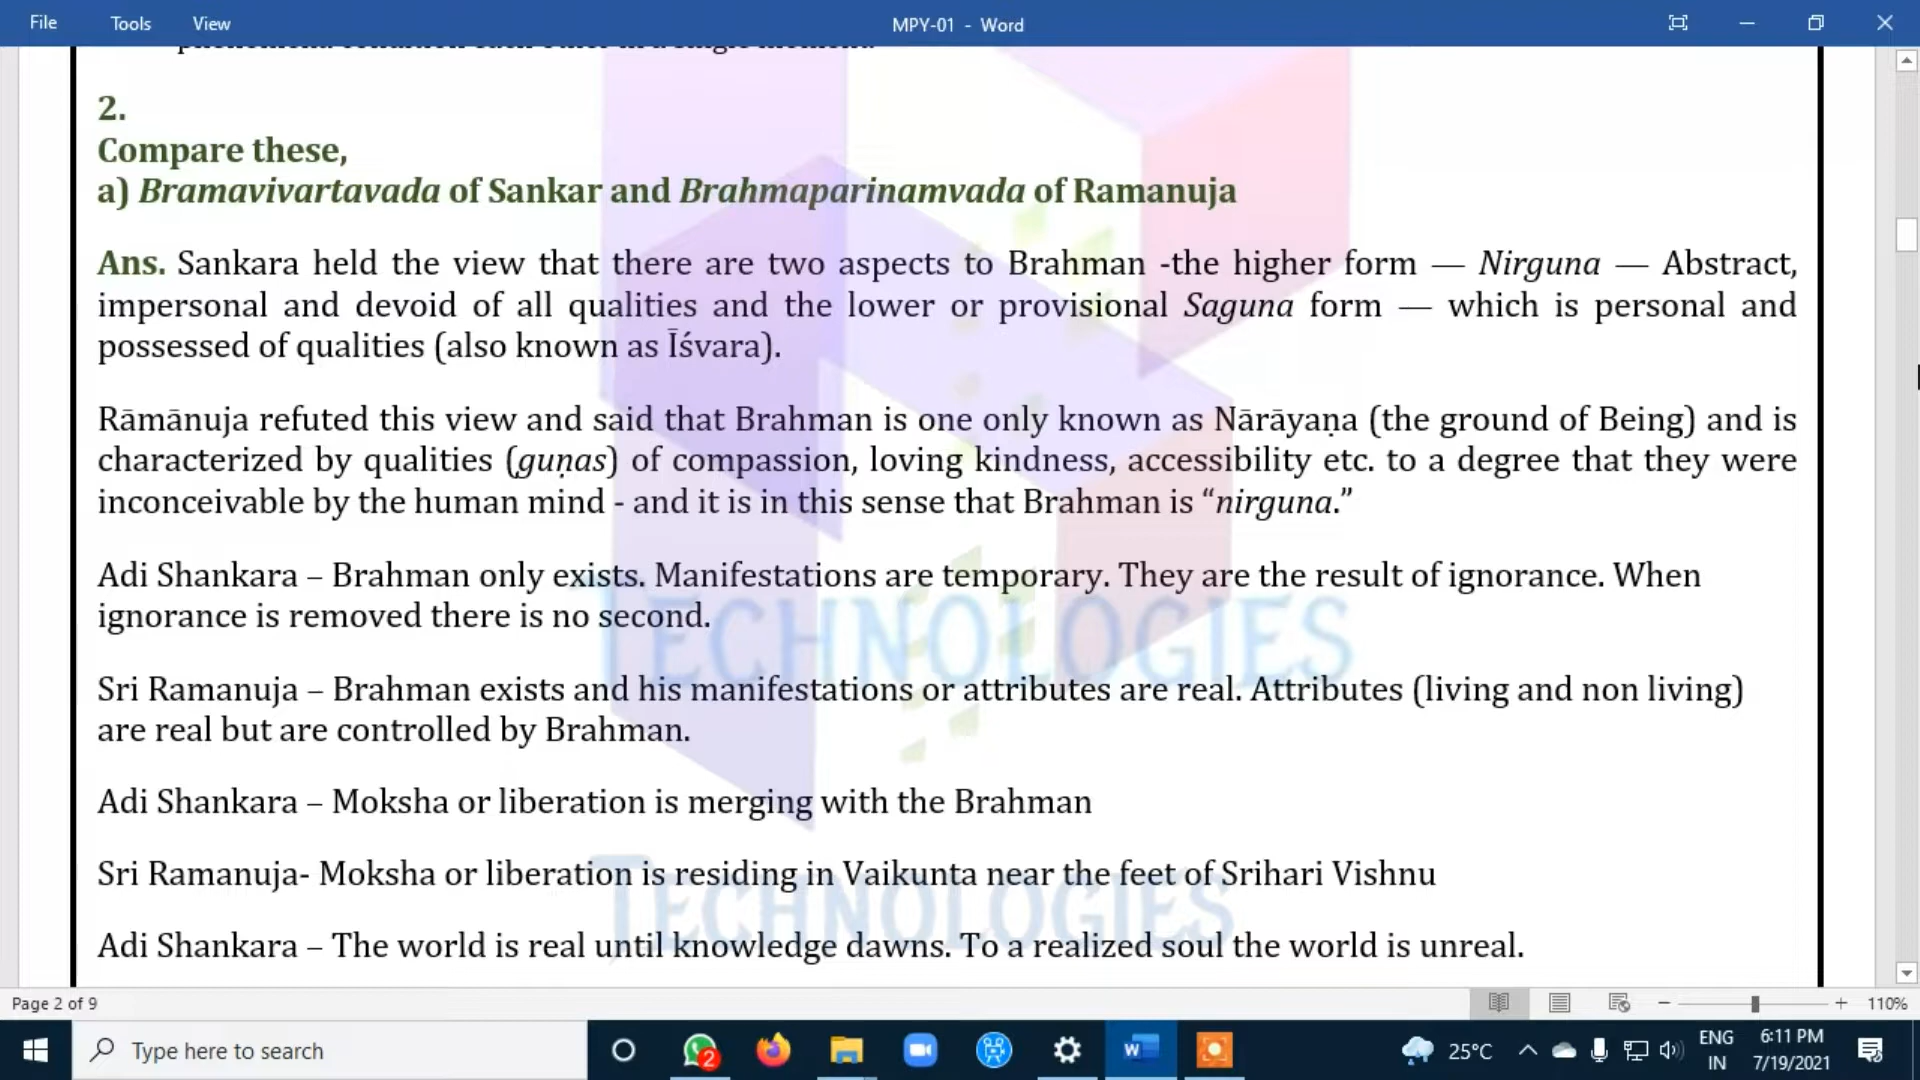 File Tools View MPY-01 - Word
2.
Compare these,
a) Bramavivartavada of Sankar and Brahmaparinamvada of Ramanuja
Ans. Sankara held the view that there are two aspects to Brahman -the higher form — Nirguna — Abstract,
impersonal and devoid of all qualities and the lower or provisional Saguna form — which is personal and
possessed of qualities (also known as Īśvara).
Rāmānuja refuted this view and said that Brahman is one only known as Nārāyaṇa (the ground of Being) and is
characterized by qualities (guṇas) of compassion, loving kindness, accessibility etc. to a degree that they were
inconceivable by the human mind - and it is in this sense that Brahman is “nirguna.”
Adi Shankara – Brahman only exists. Manifestations are temporary. They are the result of ignorance. When
ignorance is removed there is no second.
TECHNOLOGIES
Sri Ramanuja – Brahman exists and his manifestations or attributes are real. Attributes (living and non living)
are real but are controlled by Brahman.
Adi Shankara – Moksha or liberation is merging with the Brahman
Sri Ramanuja- Moksha or liberation is residing in Vaikunta near the feet of Srihari Vishnu
TECHNOLOGIES
Adi Shankara – The world is real until knowledge dawns. To a realized soul the world is unreal.
Page 2 of 9 110%
Type here to search 2 W 25°C ENG 6:11 PM
IN 7/19/2021